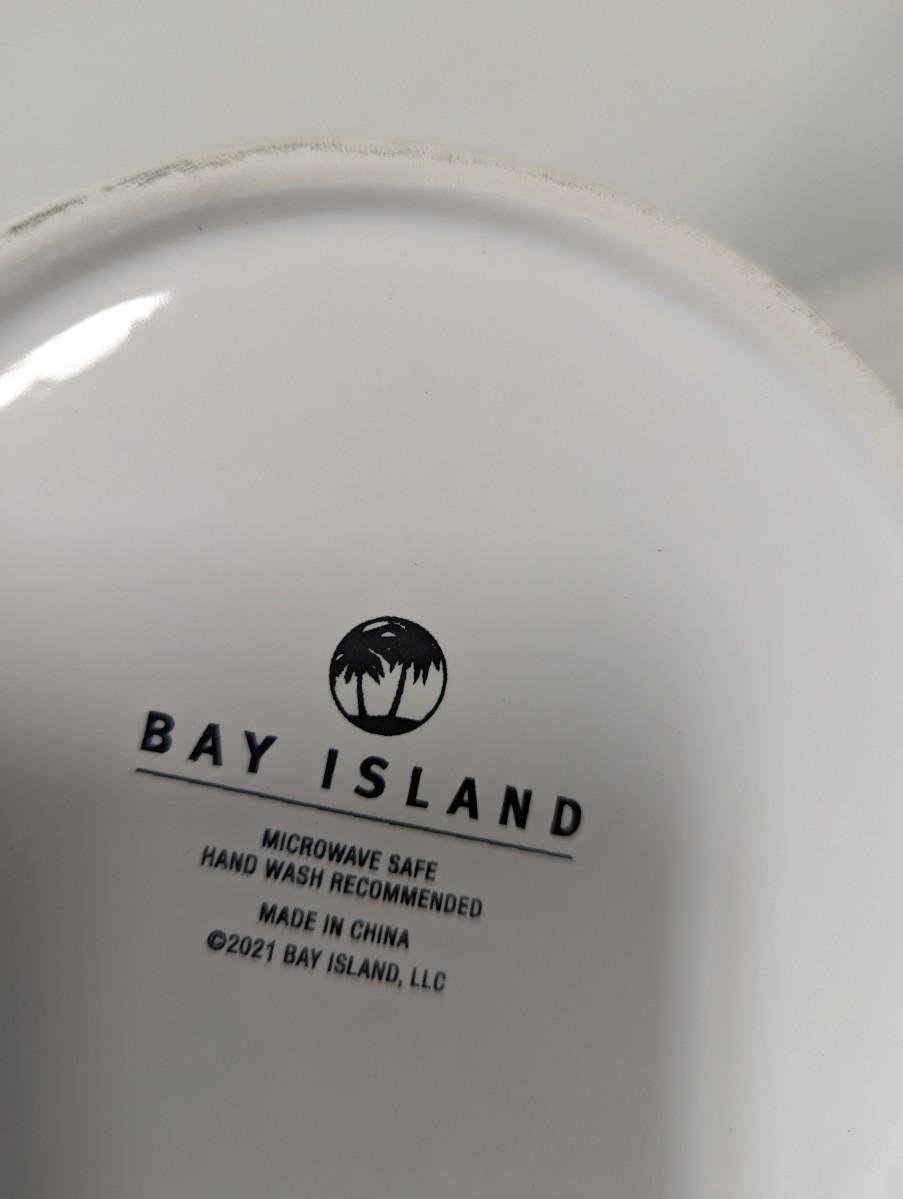 BAY ISLAND
MICROWAVE SAFE
HAND WASH RECOMMENDED
MADE IN CHINA
©2021 BAY ISLAND, LLC